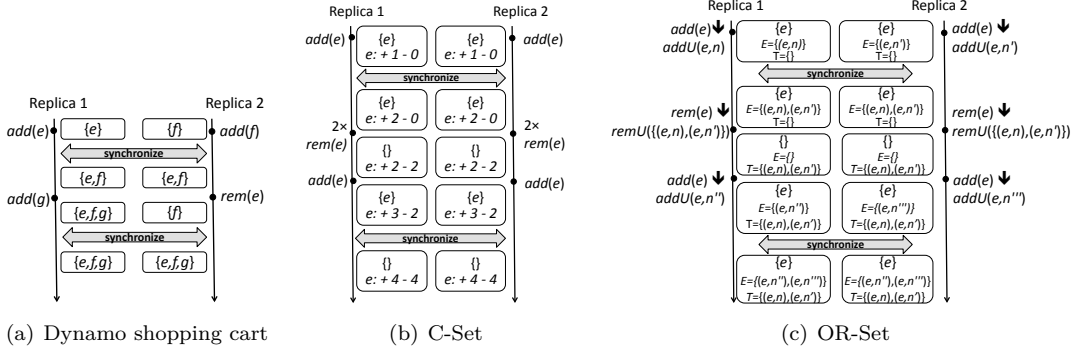 Replica 1
Replica 2
add(e)
{e}
{f}
add(f)
synchronize
{e,f}
{e,f}
add(g)
{e,f,g}
{f}
rem(e)
synchronize
{e,f,g}
{e,f,g}
(a) Dynamo shopping cart
Replica 1
Replica 2
add(e)
{e}
e: + 1 - 0
{e}
e: + 1 - 0
add(e)
synchronize
{e}
e: + 2 - 0
{e}
e: + 2 - 0
2×
rem(e)
2×
rem(e)
{}
e: + 2 - 2
{}
e: + 2 - 2
add(e)
add(e)
{e}
e: + 3 - 2
{e}
e: + 3 - 2
synchronize
{}
e: + 4 - 4
{}
e: + 4 - 4
(b) C-Set
Replica 1
Replica 2
add(e) 🡇
addU(e,n)
{e}
E={(e,n)}
T={}
{e}
E={(e,n')}
T={}
add(e) 🡇
addU(e,n')
synchronize
{e}
E={(e,n),(e,n')}
T={}
{e}
E={(e,n),(e,n')}
T={}
rem(e) 🡇
remU({(e,n),(e,n')})
rem(e) 🡇
remU({(e,n),(e,n')})
{}
E={}
T={(e,n),(e,n')}
{}
E={}
T={(e,n),(e,n')}
add(e) 🡇
addU(e,n'')
add(e) 🡇
addU(e,n''')
{e}
E={(e,n'')}
T={(e,n),(e,n')}
{e}
E={(e,n''')}
T={(e,n),(e,n')}
synchronize
{e}
E={(e,n''),(e,n''')}
T={(e,n),(e,n')}
{e}
E={(e,n''),(e,n''')}
T={(e,n),(e,n')}
(c) OR-Set